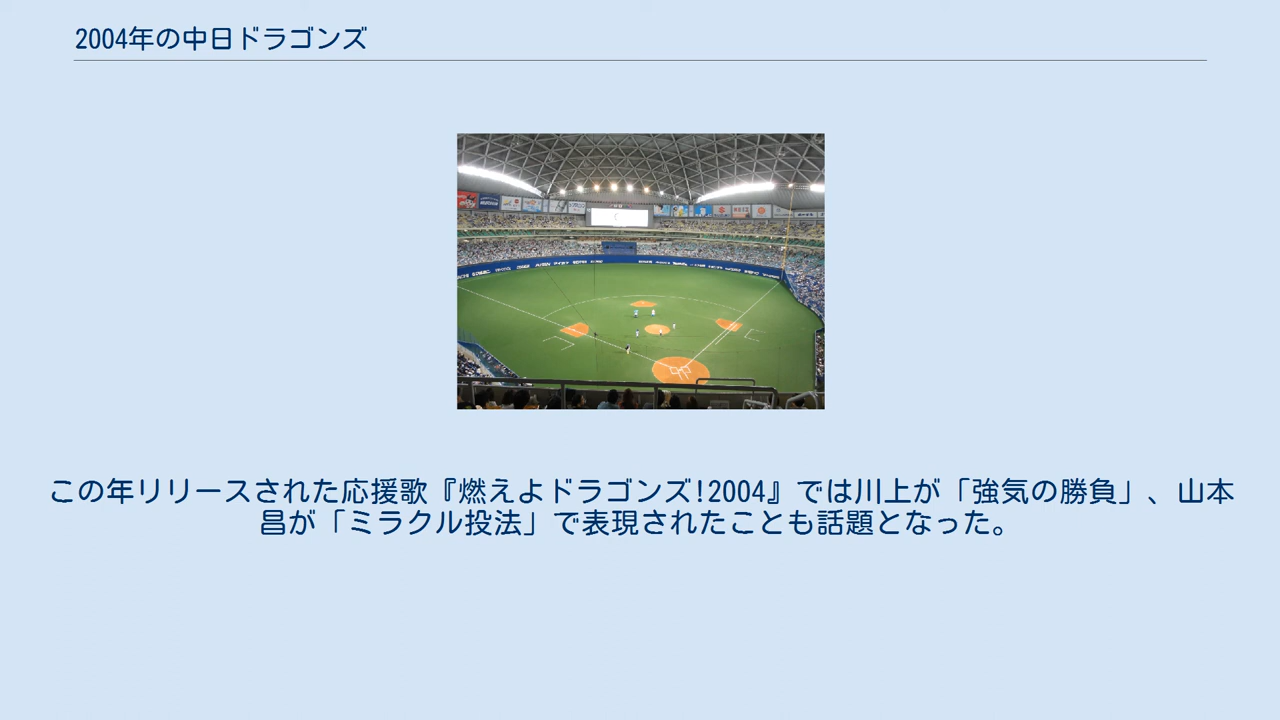 2004年の中日ドラゴンズ
この年リリースされた応援歌『燃えよドラゴンズ!2004』では川上が「強気の勝負」、山本
昌が「ミラクル投法」で表現されたことも話題となった。